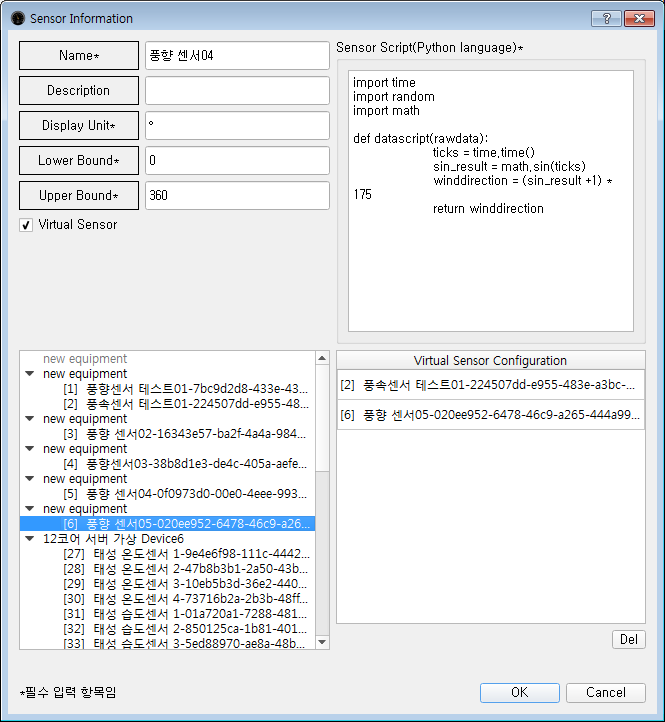 Sensor Information
Name*
풍향 센서04
Description
Display Unit*
°
Lower Bound*
0
Upper Bound*
360
Virtual Sensor
Sensor Script(Python language)*
import time
import random
import math
def datascript(rawdata):
ticks = time.time()
sin_result = math.sin(ticks)
winddirection = (sin_result +1) *
175
return winddirection
new equipment
new equipment
[1] 풍향센서 테스트01-7bc9d2d8-433e-43...
[2] 풍속센서 테스트01-224507dd-e955-48...
new equipment
[3] 풍향 센서02-16343e57-ba2f-4a4a-984...
new equipment
[4] 풍향센서03-38b8d1e3-de4c-405a-aefe...
new equipment
[5] 풍향 센서04-0f0973d0-00e0-4eee-993...
new equipment
[6] 풍향 센서05-020ee952-6478-46c9-a26...
12코어 서버 가상 Device6
[27] 태성 온도센서 1-9e4e6f98-111c-4442...
[28] 태성 온도센서 2-47b8b3b1-2a50-43b...
[29] 태성 온도센서 3-10eb5b3d-36e2-440...
[30] 태성 온도센서 4-73716b2a-2b3b-48ff...
[31] 태성 습도센서 1-01a720a1-7288-481...
[32] 태성 습도센서 2-850125ca-1b81-401...
[33] 태성 습도센서 3-5ed88970-ae8a-48b...
Virtual Sensor Configuration
[2] 풍속센서 테스트01-224507dd-e955-483e-a3bc-...
[6] 풍향 센서05-020ee952-6478-46c9-a265-444a99...
Del
*필수 입력 항목임
OK
Cancel